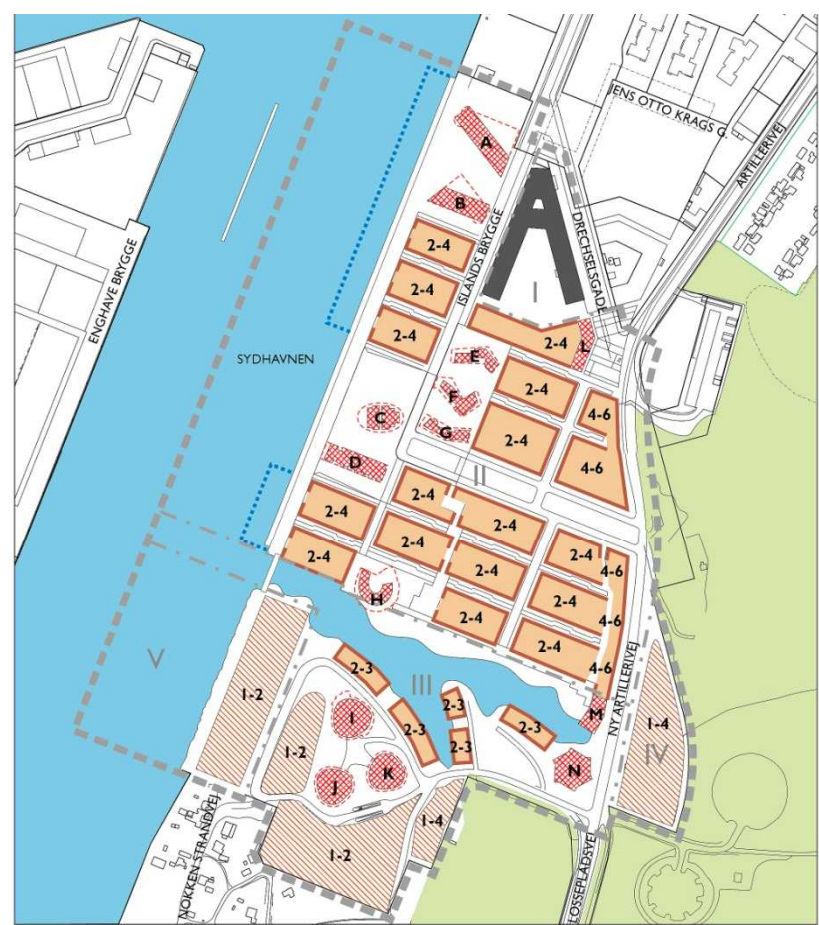 JENS OTTO KRAGS G.
ARTILLERIVEJ
A
B
ISLANDS BRYGGE
DRECHSELSGADE
ENGHAVE BRYGGE
SYDHAVNEN
I
2-4
2-4
2-4
2-4
L
E
2-4
F
4-6
C
G
2-4
4-6
D
II
2-4
2-4
2-4
2-4
2-4
2-4
2-4
4-6
H
2-4
2-4
4-6
2-4
4-6
V
2-3
III
1-2
2-3
M
NY ARTILLERIVEJ
I
2-3
2-3
1-4
1-2
2-3
IV
K
N
J
1-4
1-2
NOKKEN STRANDVEJ
LOSSEPLADSVEJ